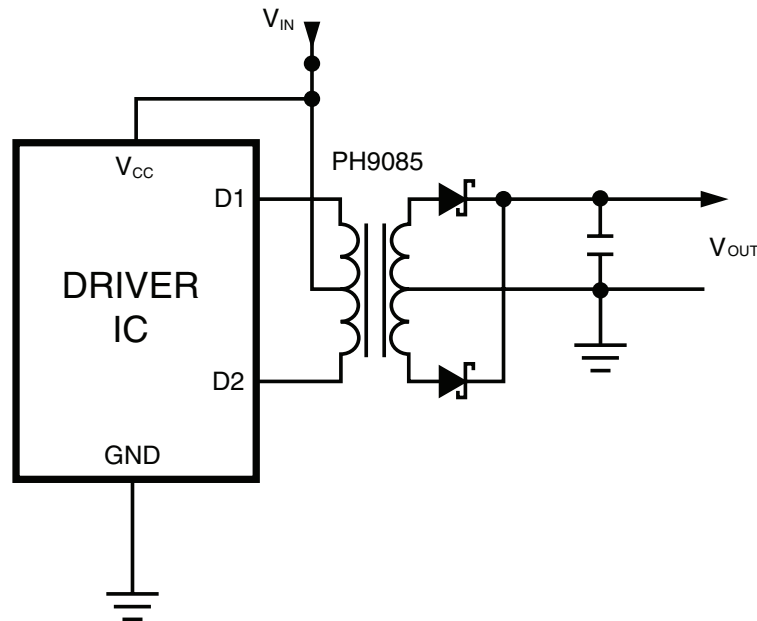 VIN
VCC
PH9085
D1
DRIVER
IC
VOUT
D2
GND